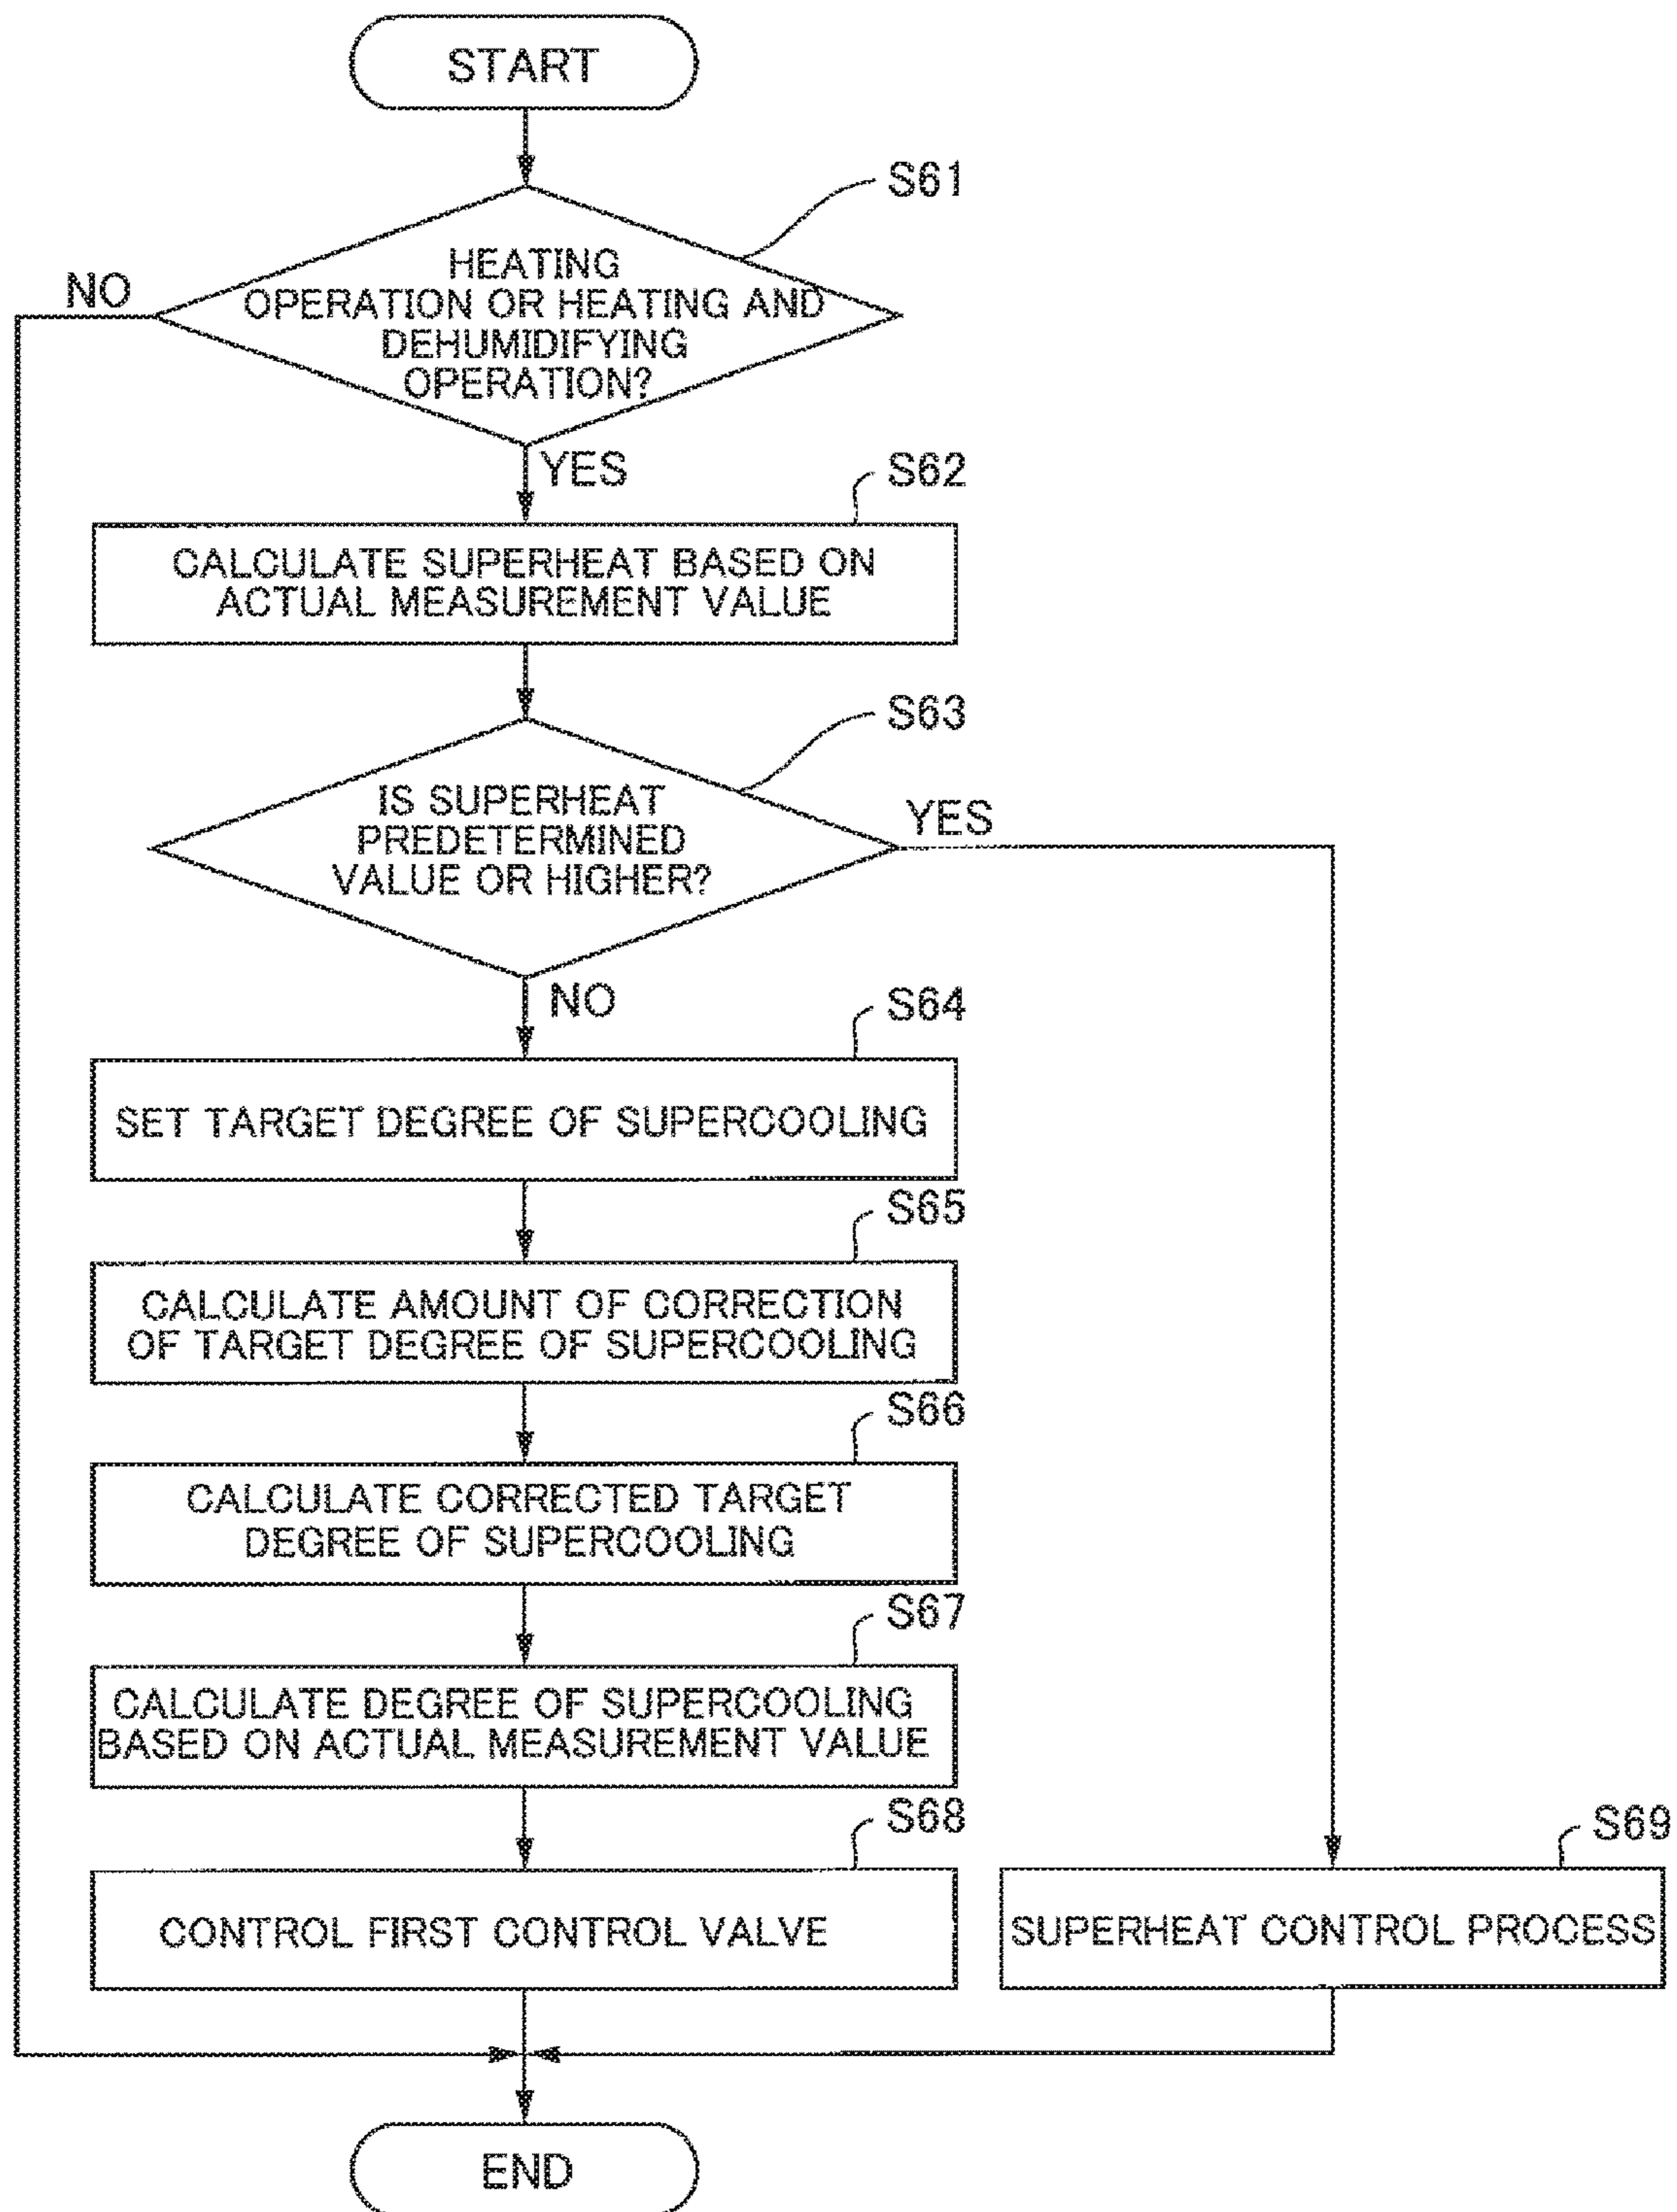 START
S61
HEATING
OPERATION OR HEATING AND
DEHUMIDIFYING
OPERATION?
NO
YES
S62
CALCULATE SUPERHEAT BASED ON
ACTUAL MEASUREMENT VALUE
S63
IS SUPERHEAT
PREDETERMINED
VALUE OR HIGHER?
YES
NO
S64
SET TARGET DEGREE OF SUPERCOOLING
S65
CALCULATE AMOUNT OF CORRECTION
OF TARGET DEGREE OF SUPERCOOLING
S66
CALCULATE CORRECTED TARGET
DEGREE OF SUPERCOOLING
S67
CALCULATE DEGREE OF SUPERCOOLING
BASED ON ACTUAL MEASUREMENT VALUE
S68
CONTROL FIRST CONTROL VALVE
S69
SUPERHEAT CONTROL PROCESS
END